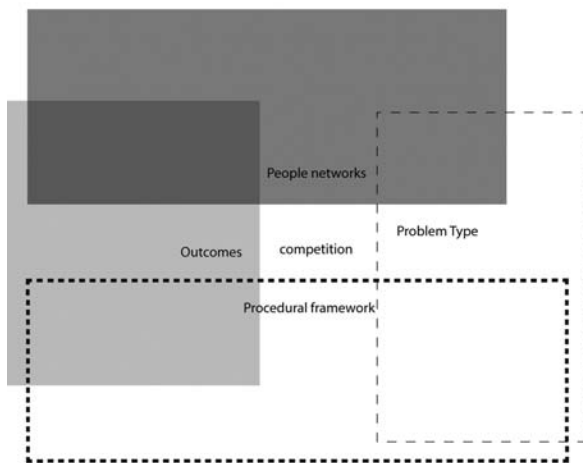 People networks
Problem Type
Outcomes
competition
Procedural framework